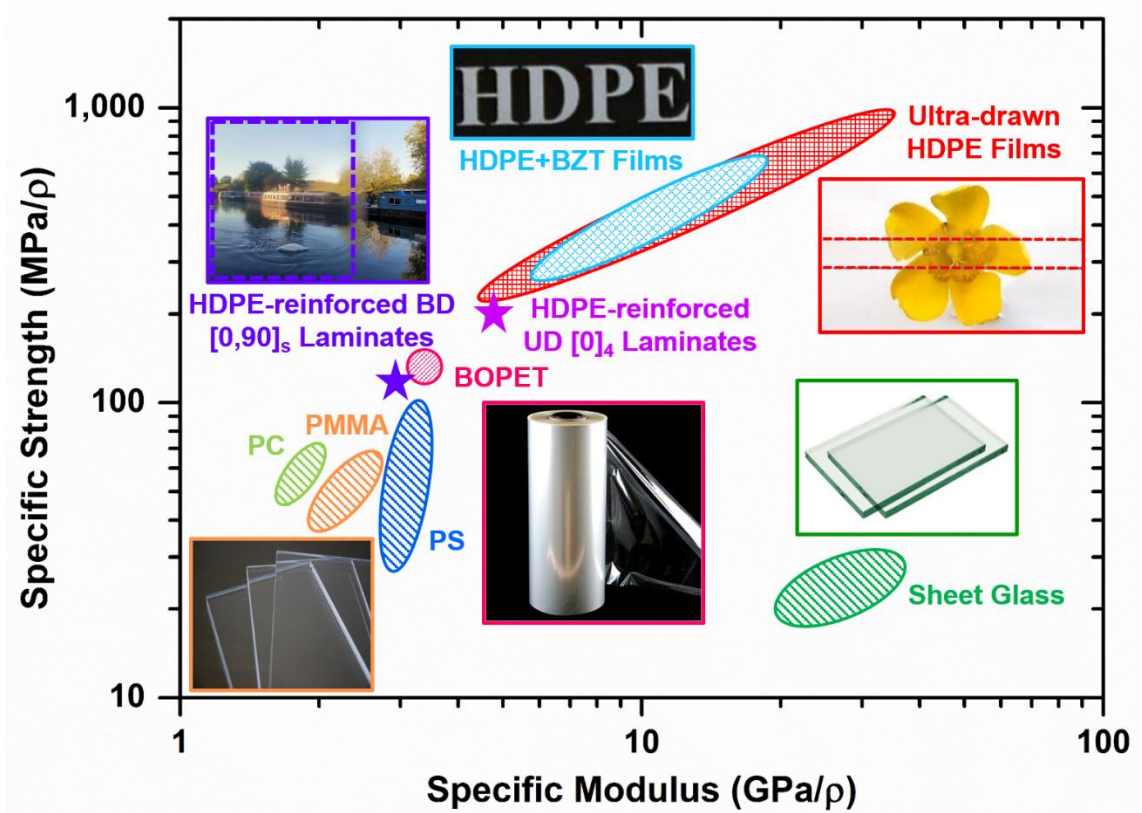 Specific Strength (MPa/ρ)
1,000
100
10
HDPE
HDPE+BZT Films
Ultra-drawn
HDPE Films
HDPE-reinforced BD
[0,90]s Laminates
HDPE-reinforced
UD [0]4 Laminates
BOPET
PMMA
PC
PS
Sheet Glass
1
10
100
Specific Modulus (GPa/ρ)